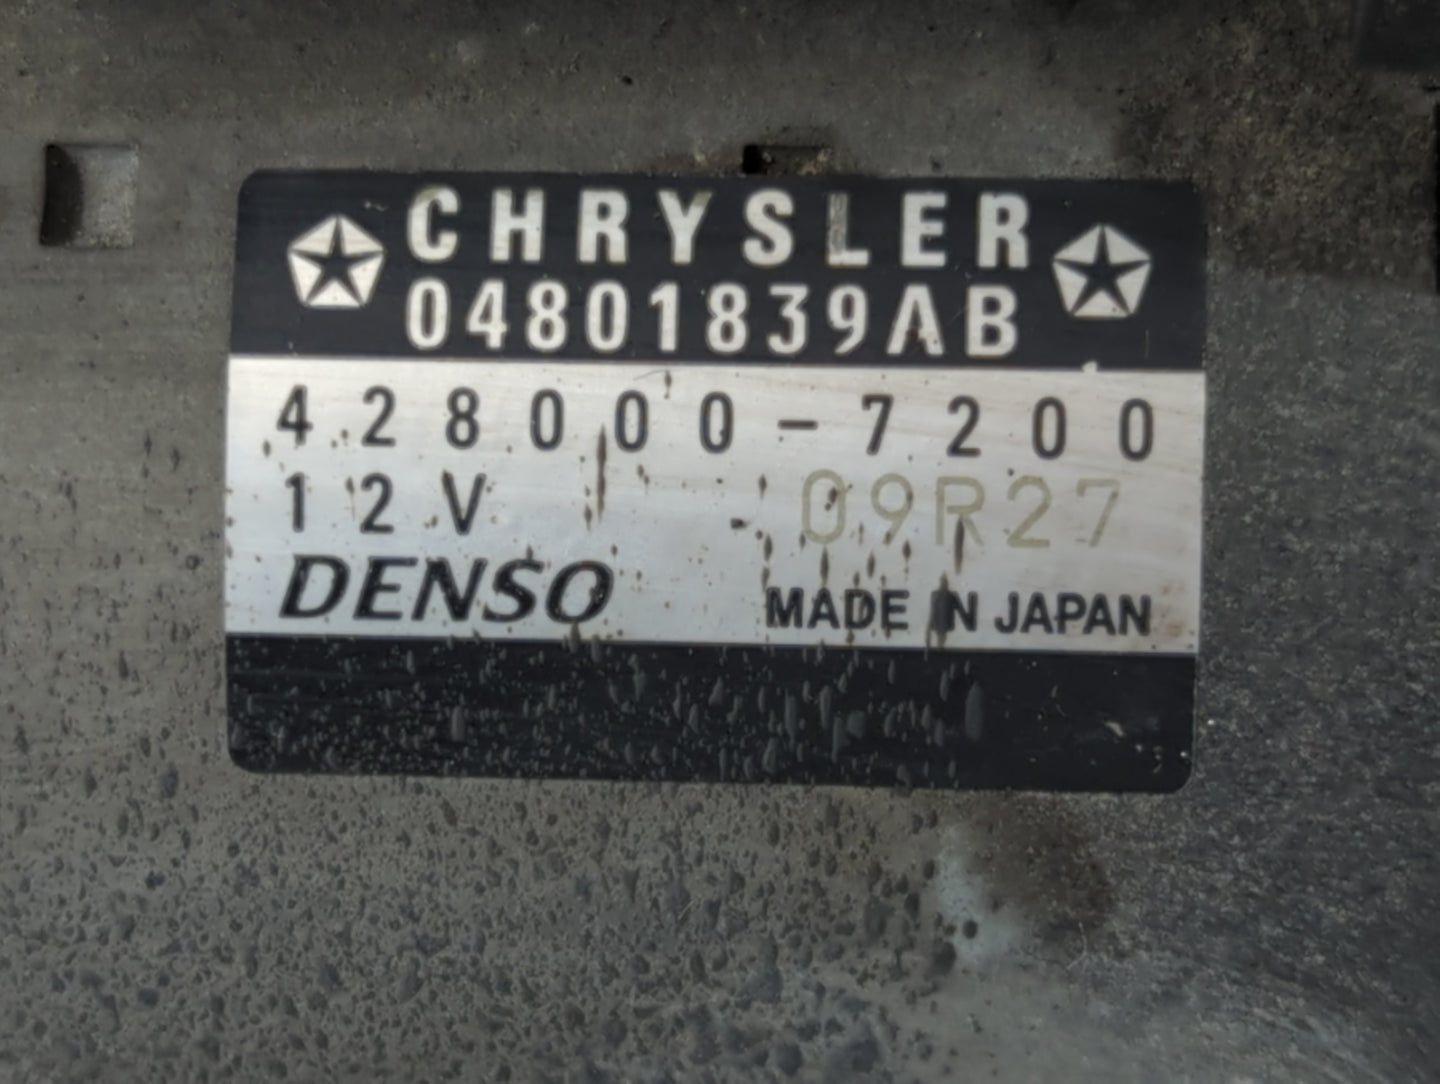 CHRYSLER
04801839AB
428000-7200
12V 09R27
DENSO MADE IN JAPAN